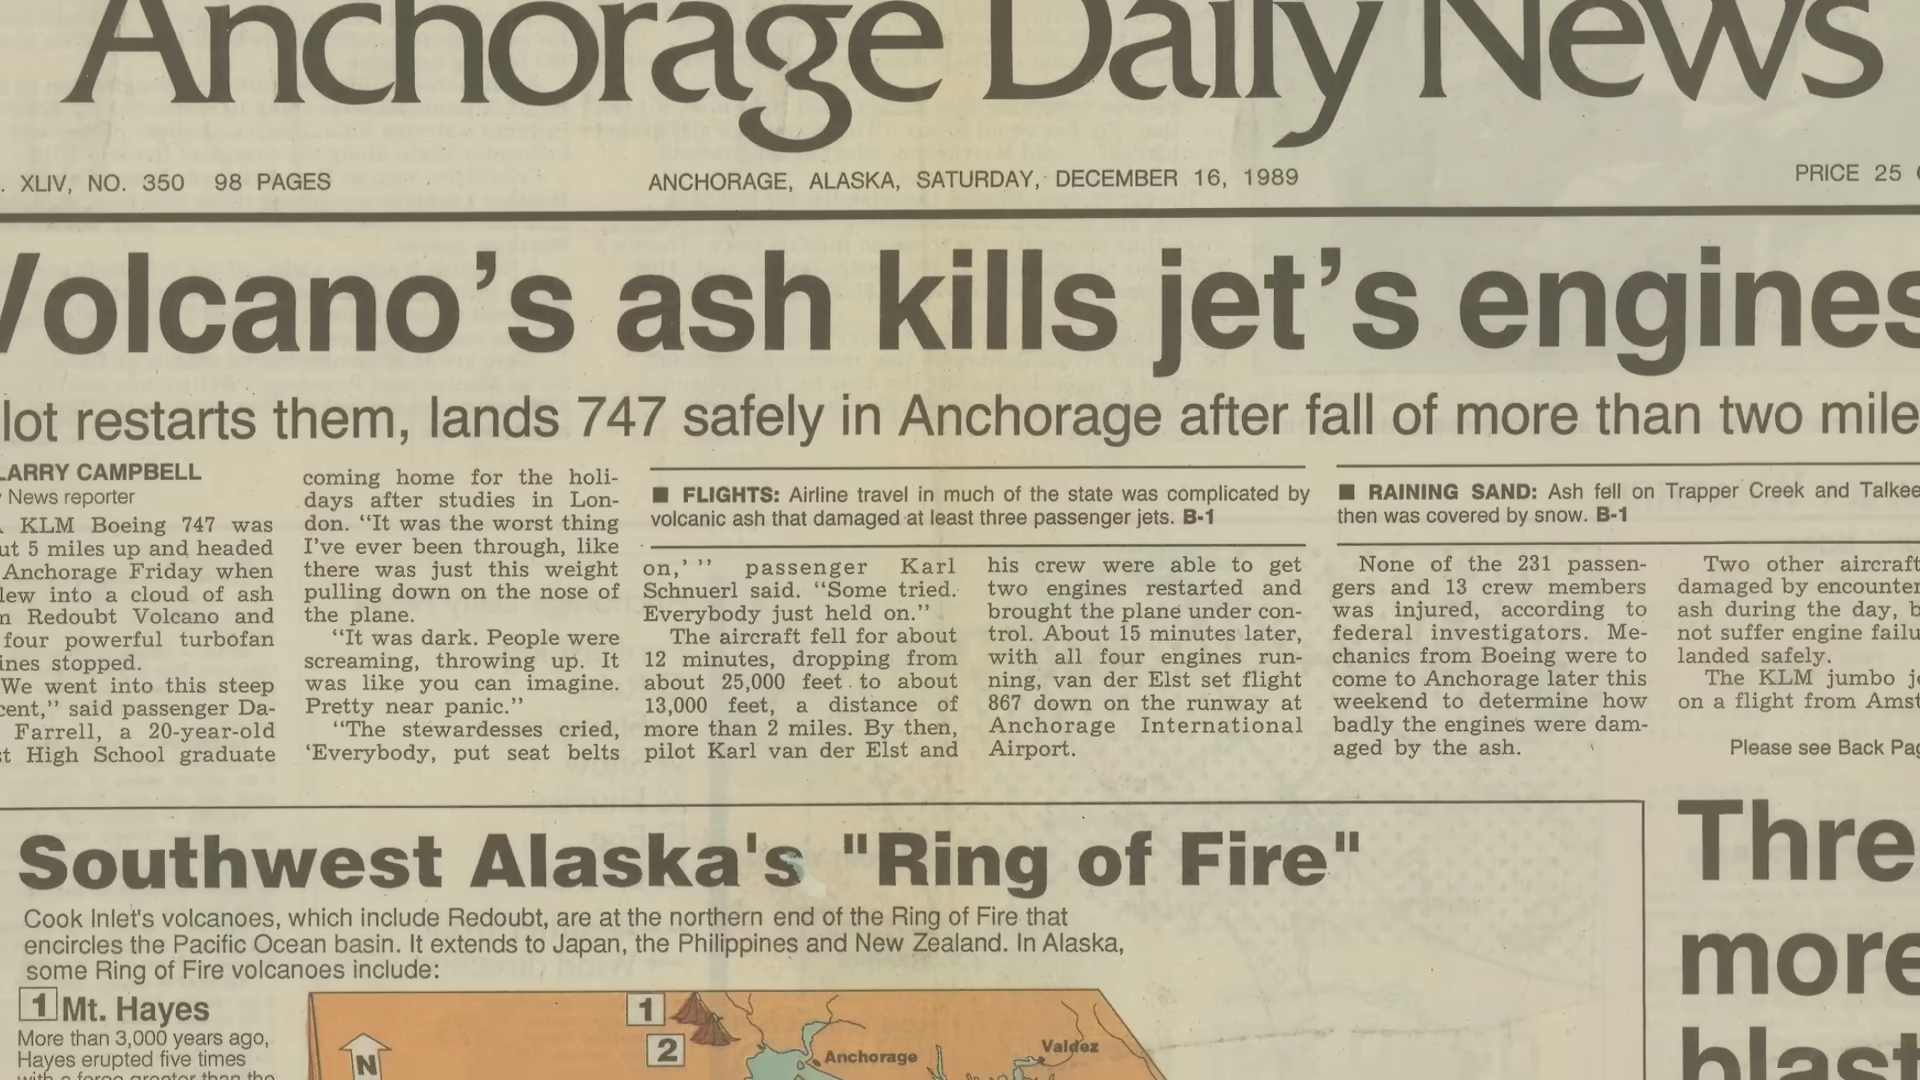 Anchorage Daily News
. XLIV, NO. 350 98 PAGES
ANCHORAGE, ALASKA, SATURDAY, DECEMBER 16, 1989
PRICE 25
Volcano's ash kills jet's engines
lot restarts them, lands 747 safely in Anchorage after fall of more than two mile
LARRY CAMPBELL
News reporter
KLM Boeing 747 was
ut 5 miles up and headed
Anchorage Friday when
lew into a cloud of ash
n Redoubt Volcano and
four powerful turbofan
ines stopped.
We went into this steep
cent,” said passenger Da-
Farrell, a 20-year-old
t High School graduate
coming home for the holi-
days after studies in Lon-
don. “It was the worst thing
I've ever been through, like
there was just this weight
pulling down on the nose of
the plane.
“It was dark. People were
screaming, throwing up. It
was like you can imagine.
Pretty near panic.”
“The stewardesses cried,
‘Everybody, put seat belts
■ FLIGHTS: Airline travel in much of the state was complicated by
volcanic ash that damaged at least three passenger jets. B-1
on,’ ” passenger Karl
Schnuerl said. “Some tried.
Everybody just held on.”
The aircraft fell for about
12 minutes, dropping from
about 25,000 feet to about
13,000 feet, a distance of
more than 2 miles. By then,
pilot Karl van der Elst and
his crew were able to get
two engines restarted and
brought the plane under con-
trol. About 15 minutes later,
with all four engines run-
ning, van der Elst set flight
867 down on the runway at
Anchorage International
Airport.
■ RAINING SAND: Ash fell on Trapper Creek and Talkee
then was covered by snow. B-1
None of the 231 passen-
gers and 13 crew members
was injured, according to
federal investigators. Me-
chanics from Boeing were to
come to Anchorage later this
weekend to determine how
badly the engines were dam-
aged by the ash.
Two other aircraft
damaged by encounter
ash during the day, b
not suffer engine failu
landed safely.
The KLM jumbo je
on a flight from Amst
Please see Back Pag
Southwest Alaska's "Ring of Fire"
Cook Inlet's volcanoes, which include Redoubt, are at the northern end of the Ring of Fire that
encircles the Pacific Ocean basin. It extends to Japan, the Philippines and New Zealand. In Alaska,
some Ring of Fire volcanoes include:
1 Mt. Hayes
More than 3,000 years ago,
Hayes erupted five times
with a force greater than the
N
1
2
Anchorage
Valdez
Thre
more
blast